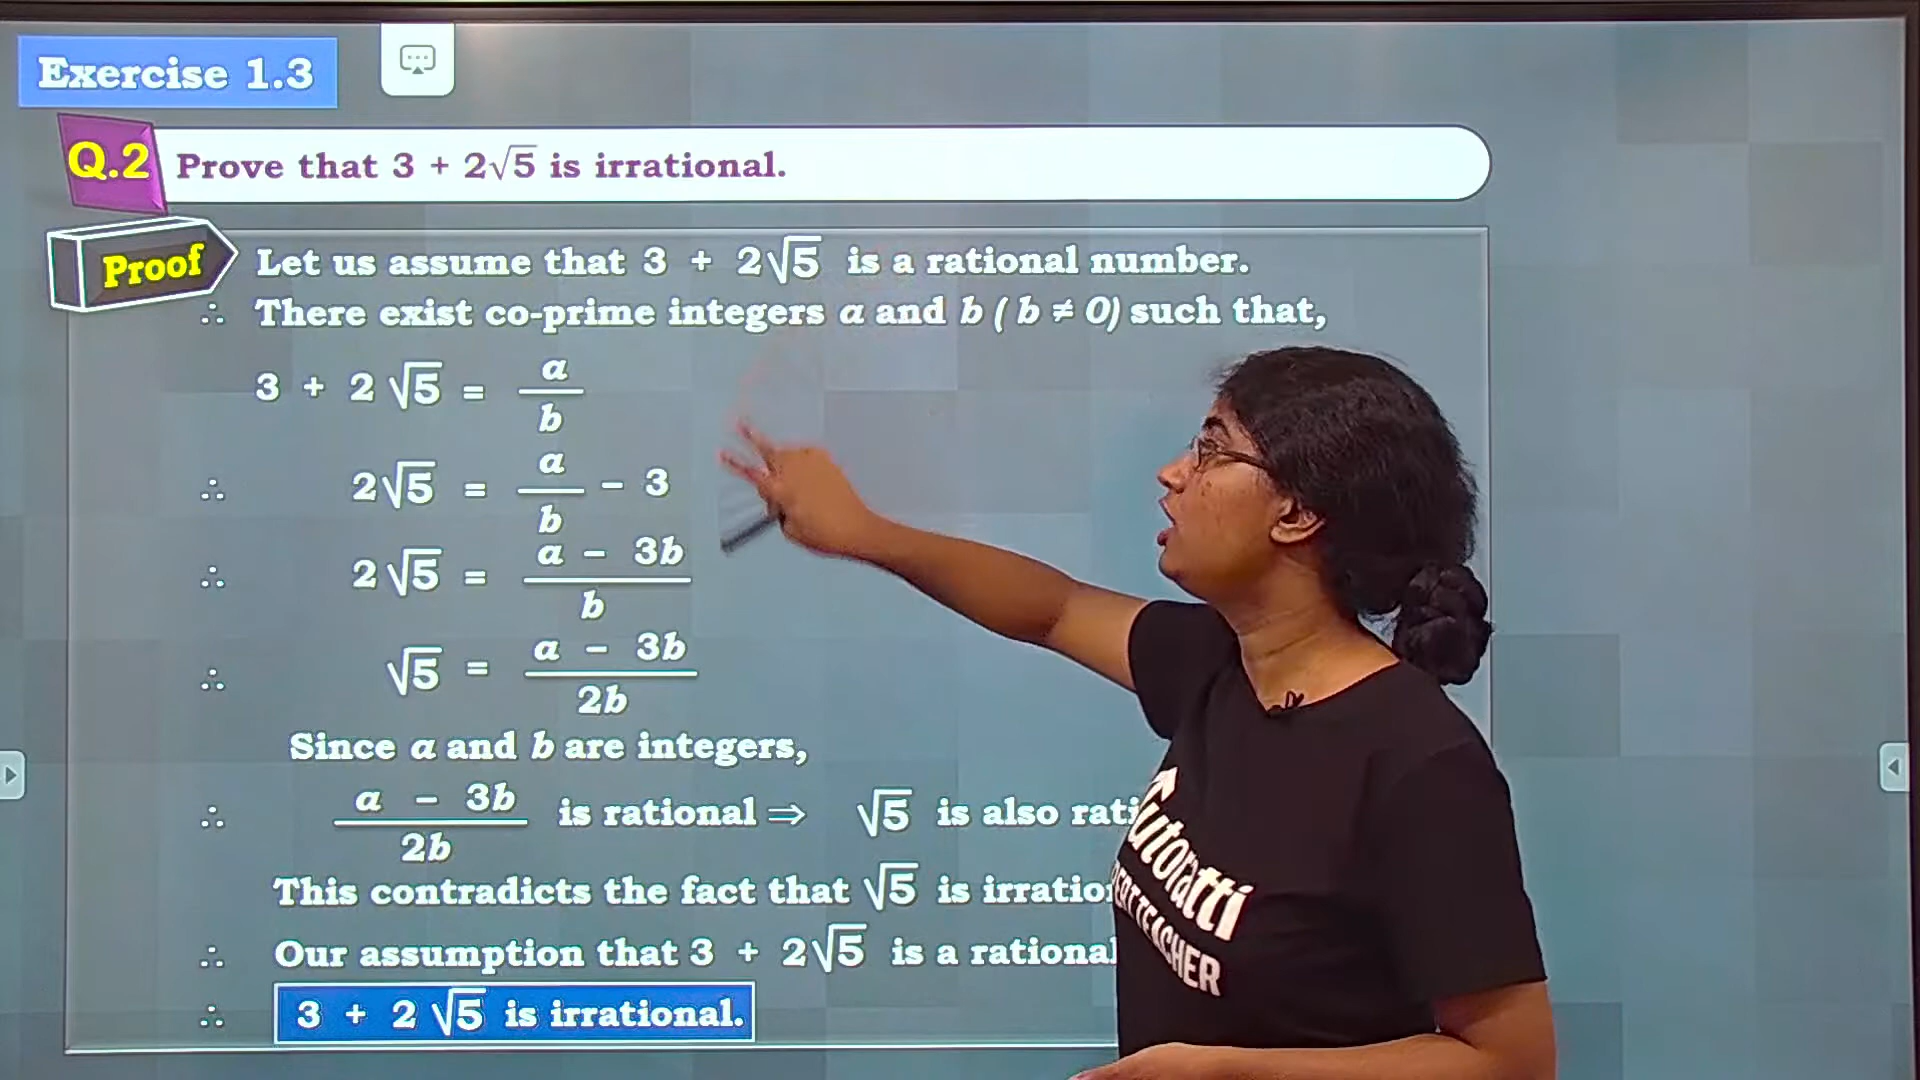 Exercise 1.3
Q.2 Prove that 3 + 2√5 is irrational.
Proof Let us assume that 3 + 2√5 is a rational number.
∴ There exist co-prime integers a and b ( b ≠ 0) such that,
3 + 2 √5 = a/b
∴ 2√5 = a/b - 3
∴ 2√5 = a - 3b/b
∴ √5 = a - 3b/2b
Since a and b are integers,
∴ a - 3b/2b is rational ⇒ √5 is also
This contradicts the fact that √5 is
∴ Our assumption that 3 + 2√5 is a rational
∴ 3 + 2 √5 is irrational.
Tutoratti
TEACHER